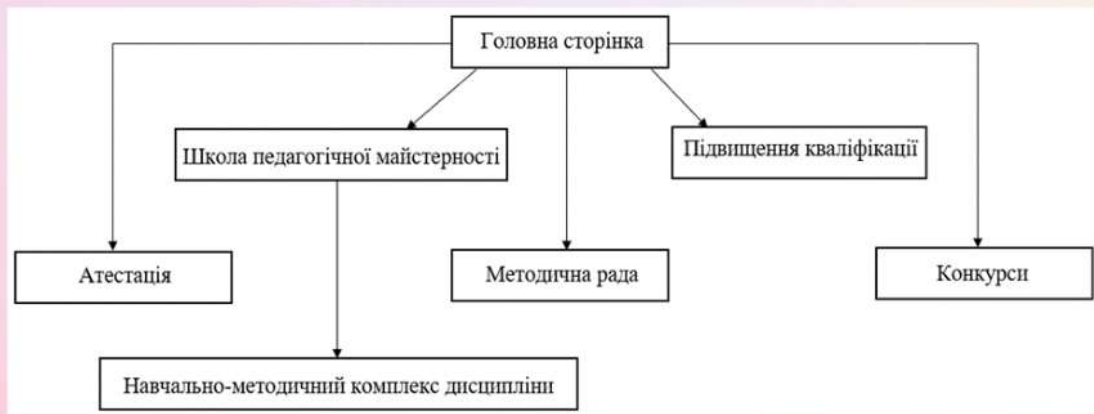 Головна сторінка
Школа педагогічної майстерності
Підвищення кваліфікації
Атестація
Методична рада
Конкурси
Навчально-методичний комплекс дисципліни